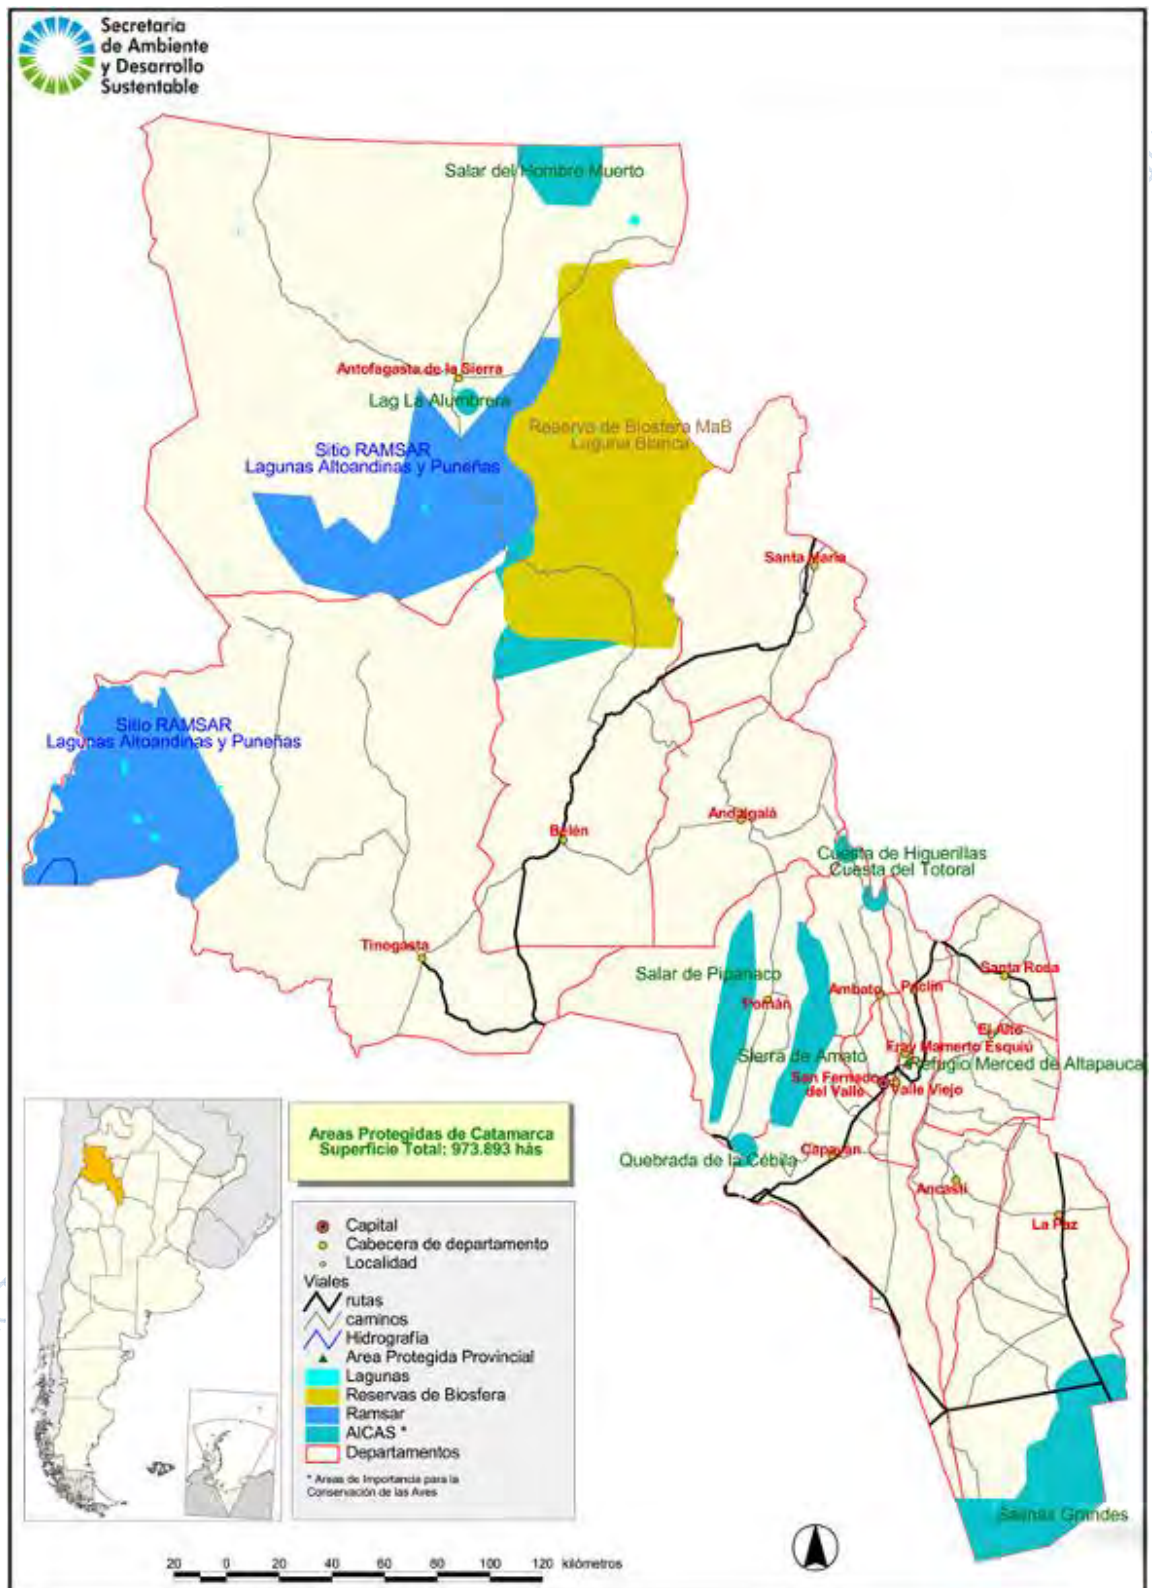 Secretaría
de Ambiente
y Desarrollo
Sustentable
Salar del Hombre Muerto
Antofagasta de la Sierra
Lag La Alumbrera
Reserva de Biosfera MaB
Laguna Blanca
Sitio RAMSAR
Lagunas Altoandinas y Puneñas
Santa María
Sitio RAMSAR
Lagunas Altoandinas y Puneñas
Andalgalá
Belén
Cuesta de Higuerillas
Cuesta del Totoral
Tinogasta
Santa Rosa
Salar de Pipanaco
Ambato
Paclín
Pomán
El Alto
Fray Mamerto Esquiú
Sierra de Amato
Refugio Merced de Altapauca
San Fernado
del Valle
Valle Viejo
Quebrada de la Cébila
Capayan
Ancasti
La Paz
Salinas Grandes
Areas Protegidas de Catamarca
Superficie Total: 973.893 hás
Capital
Cabecera de departamento
Localidad
Viales
rutas
caminos
Hidrografía
Area Protegida Provincial
Lagunas
Reservas de Biosfera
Ramsar
AICAS *
Departamentos
* Areas de Importancia para la
Conservación de las Aves
20 0 20 40 60 80 100 120 kilómetros